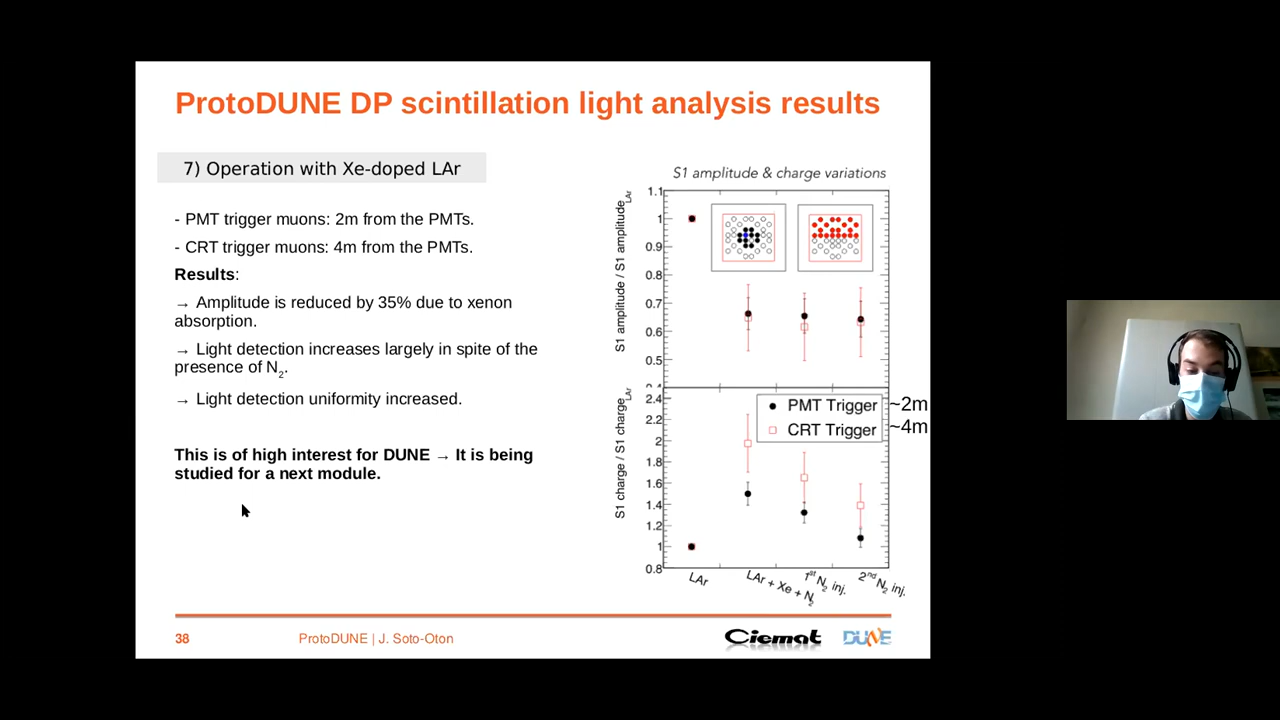 ProtoDUNE DP scintillation light analysis results
7) Operation with Xe-doped LAr
- PMT trigger muons: 2m from the PMTs.
- CRT trigger muons: 4m from the PMTs.
Results:
→ Amplitude is reduced by 35% due to xenon
absorption.
→ Light detection increases largely in spite of the
presence of N2.
→ Light detection uniformity increased.
This is of high interest for DUNE → It is being
studied for a next module.
S1 amplitude & charge variations
S1 amplitude / S1 amplitude LAr
1.1
1
0.9
0.8
0.7
0.6
0.5
0.4
S1 charge / S1 charge LAr
2.4
2
1.8
1.6
1.4
1.2
1
0.8
PMT Trigger ~2m
CRT Trigger ~4m
LAr
LAr + Xe + N2
1st N2 inj.
2nd N2 inj.
38
ProtoDUNE | J. Soto-Oton
Ciemat
DUNE